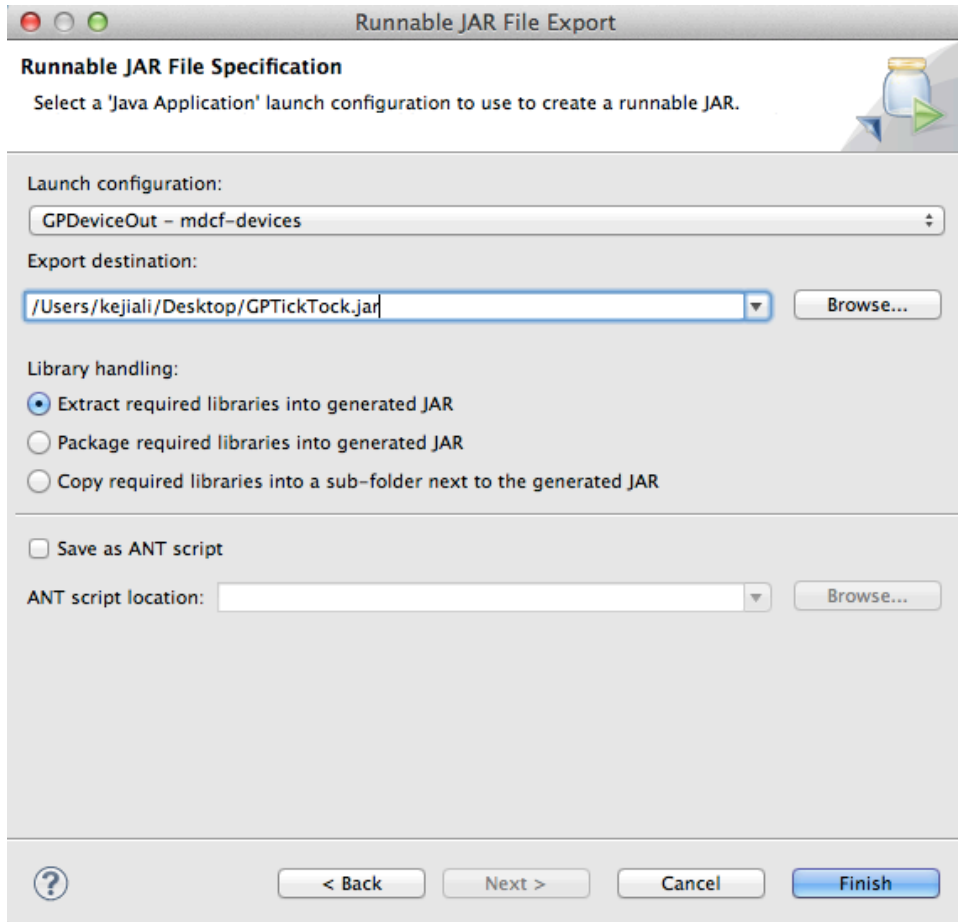 Runnable JAR File Export
Runnable JAR File Specification
Select a 'Java Application' launch configuration to use to create a runnable JAR.
Launch configuration:
GPDeviceOut – mdcf-devices
Export destination:
/Users/kejiali/Desktop/GPTickTock.jar
Browse...
Library handling:
Extract required libraries into generated JAR
Package required libraries into generated JAR
Copy required libraries into a sub-folder next to the generated JAR
Save as ANT script
ANT script location:
Browse...
?
< Back
Next >
Cancel
Finish